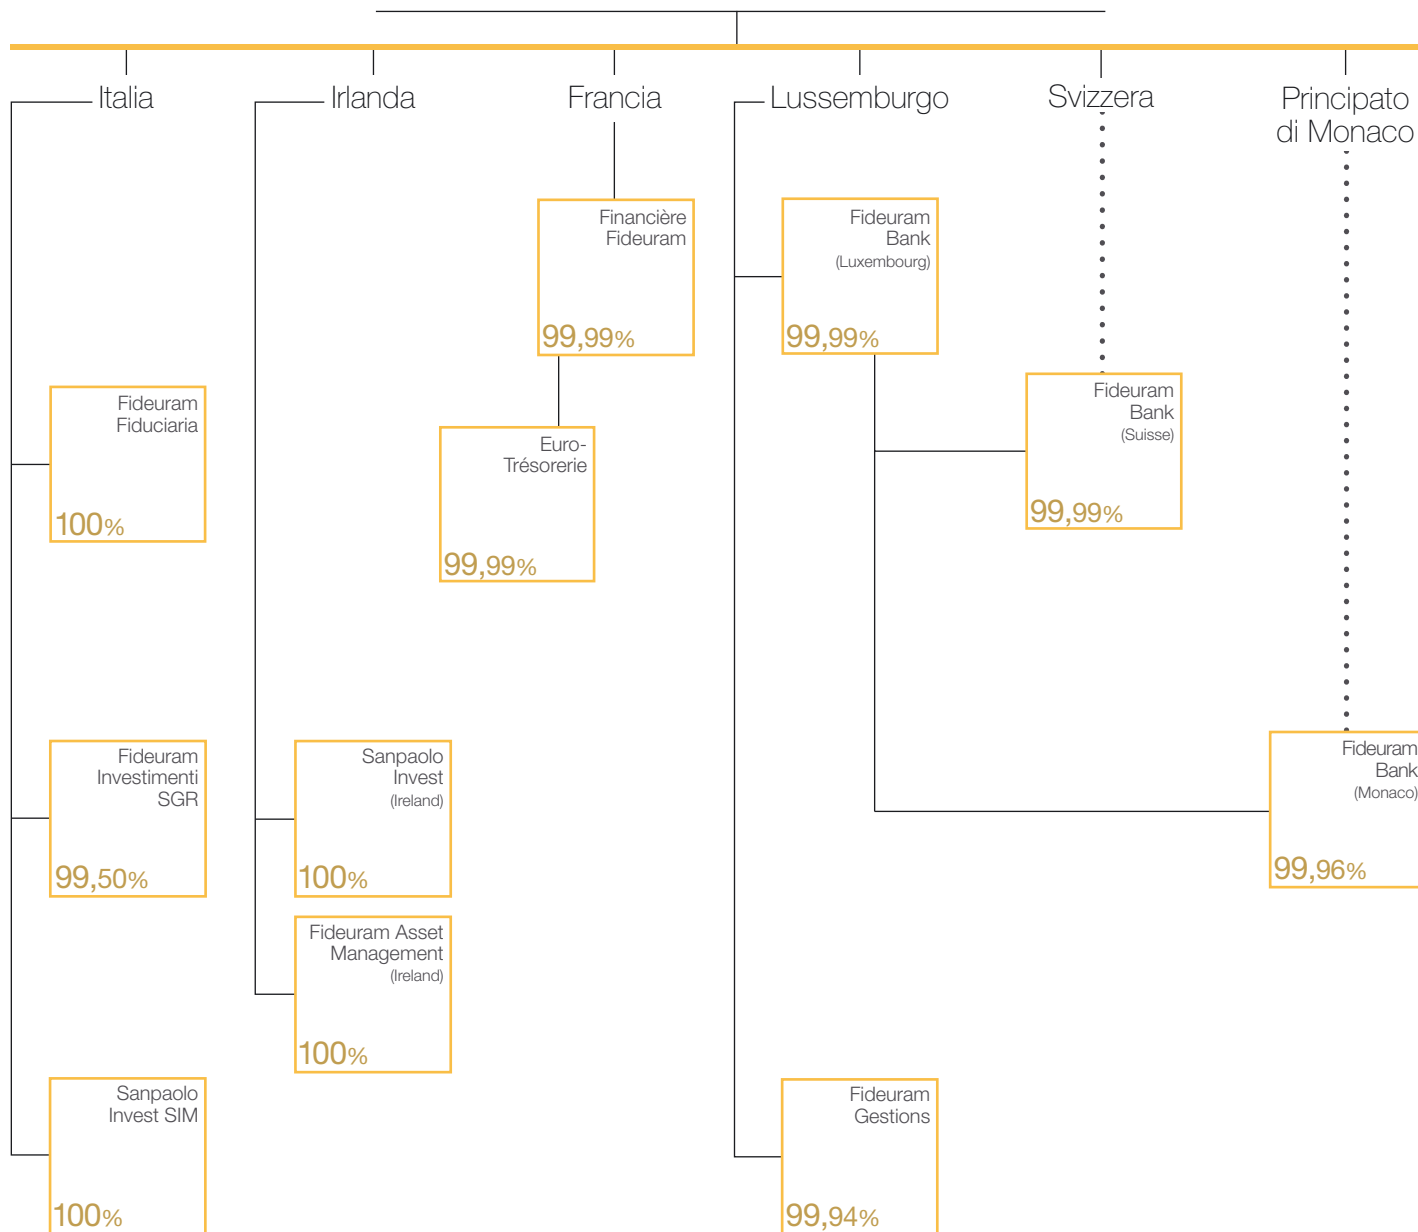 Italia
Irlanda
Francia
Lussemburgo
Svizzera
Principato
di Monaco
Financière
Fideuram
99,99%
Fideuram
Bank
(Luxembourg)
99,99%
Fideuram
Fiduciaria
100%
Euro-
Trésorerie
99,99%
Fideuram
Bank
(Suisse)
99,99%
Fideuram
Investimenti
SGR
99,50%
Sanpaolo
Invest
(Ireland)
100%
Fideuram
Bank
(Monaco)
99,96%
Fideuram Asset
Management
(Ireland)
100%
Sanpaolo
Invest SIM
100%
Fideuram
Gestions
99,94%